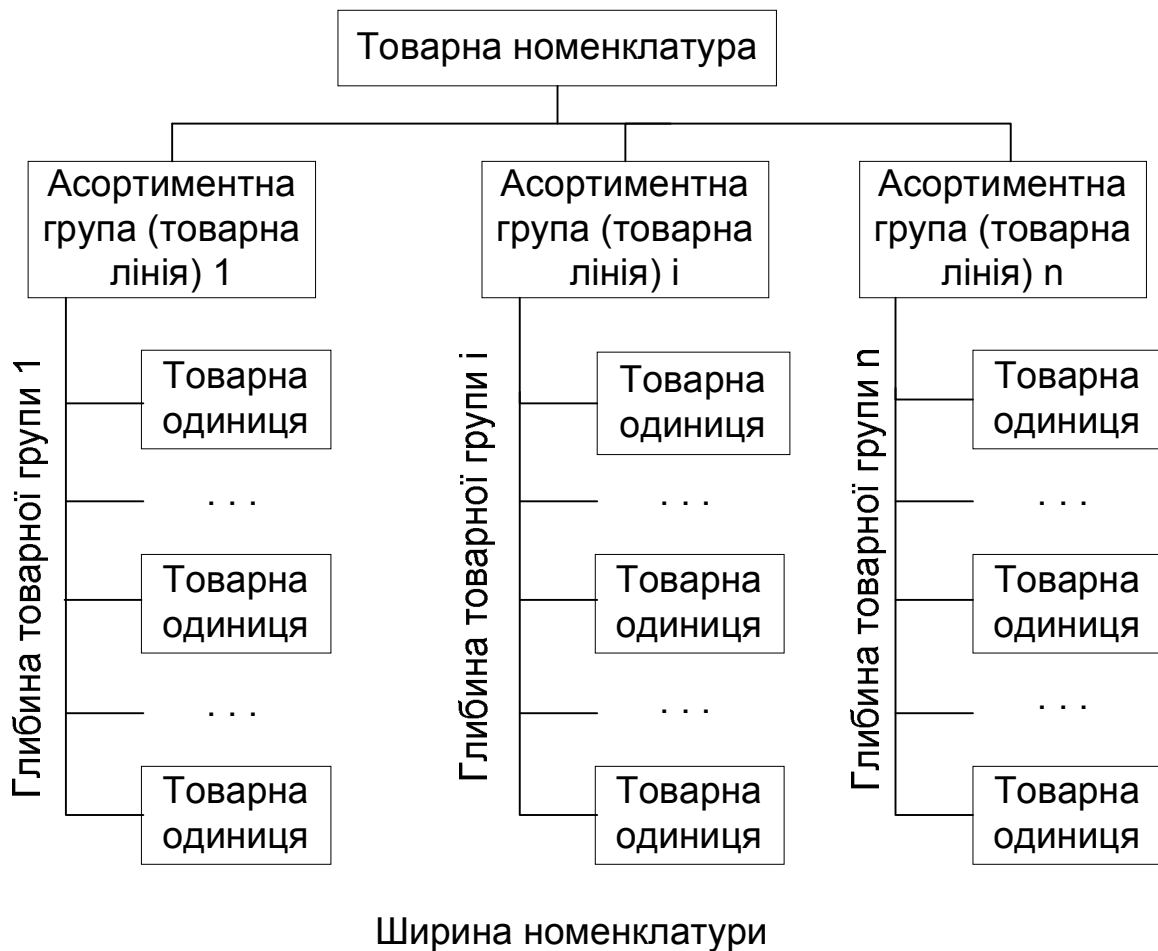 Товарна номенклатура
Асортиментна
група (товарна
лінія) 1
Асортиментна
група (товарна
лінія) i
Асортиментна
група (товарна
лінія) n
Глибина товарної групи 1
Товарна
одиниця
. . .
Товарна
одиниця
. . .
Товарна
одиниця
Глибина товарної групи i
Товарна
одиниця
. . .
Товарна
одиниця
. . .
Товарна
одиниця
Глибина товарної групи n
Товарна
одиниця
. . .
Товарна
одиниця
. . .
Товарна
одиниця
Ширина номенклатури